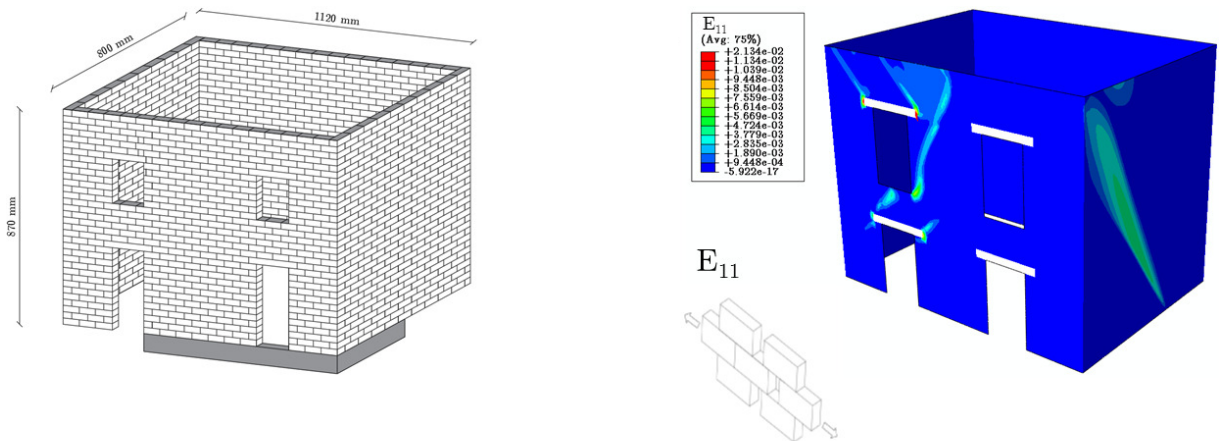 1120 mm
800 mm
870 mm
E11
(Avg: 75%)
+2.134e-02
+1.134e-02
+1.039e-02
+9.448e-03
+8.504e-03
+7.559e-03
+6.614e-03
+5.669e-03
+4.724e-03
+3.779e-03
+2.835e-03
+1.890e-03
+9.448e-04
-5.922e-17
E11